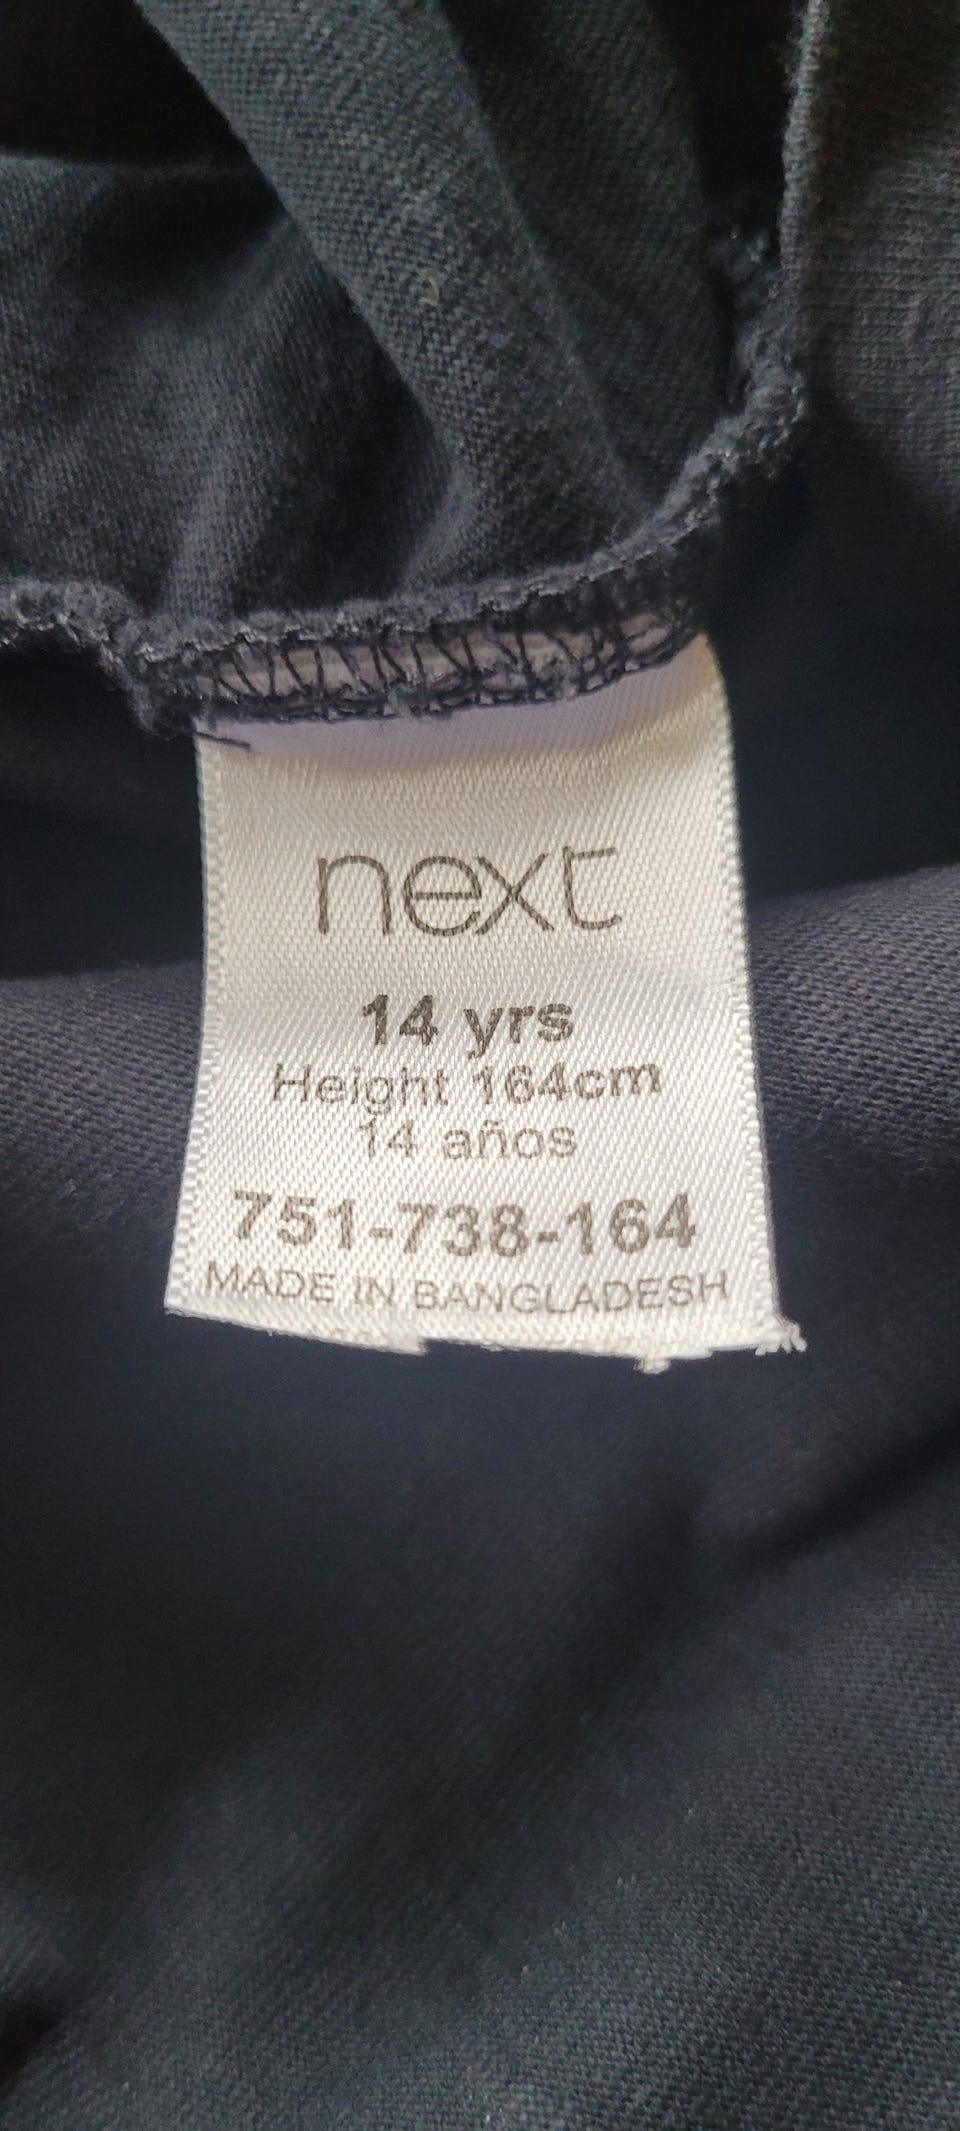 next
14 yrs
Height 164cm
14 años
751-738-164
MADE IN BANGLADESH